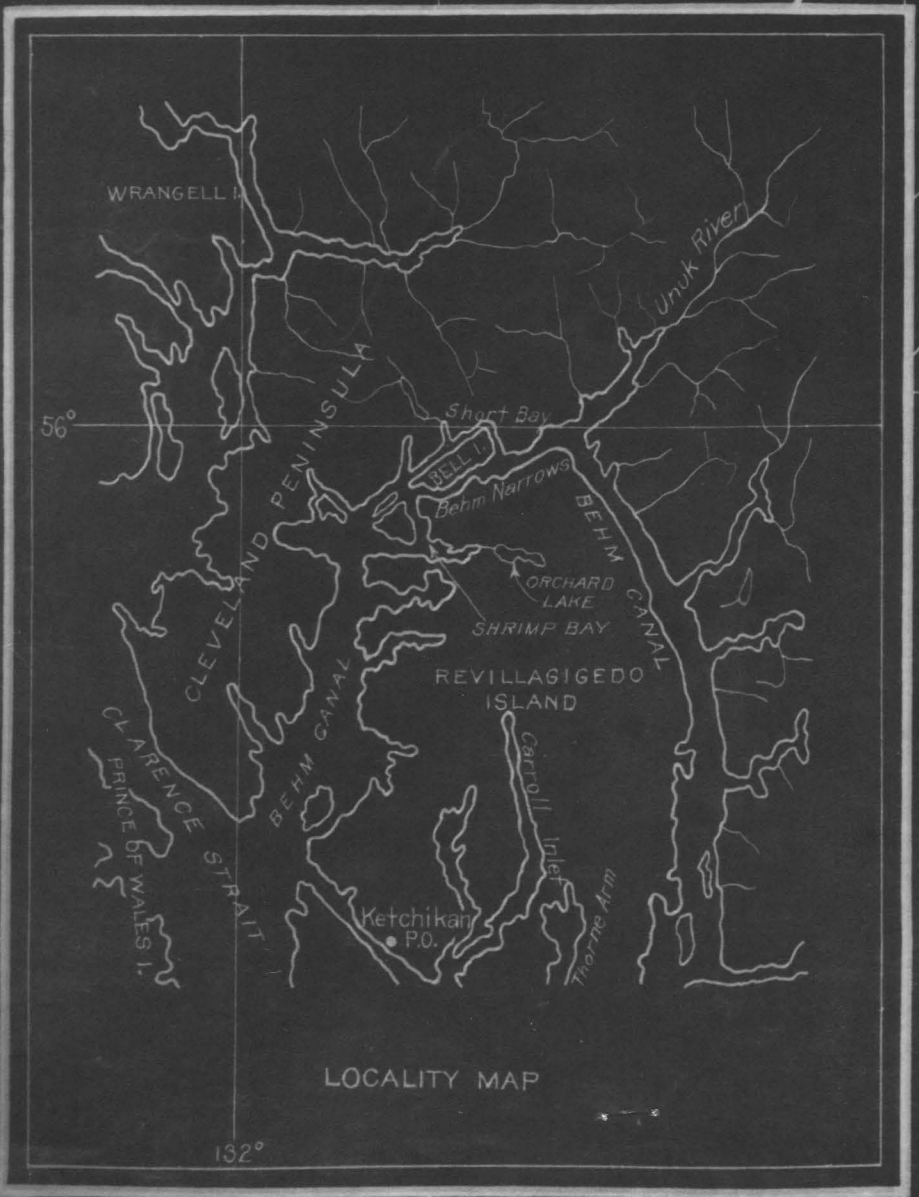 WRANGELL I.
Unuk River
56°
Short Bay
BELL I.
Behm Narrows
CLEVELAND PENINSULA
BEHM CANAL
ORCHARD
LAKE
SHRIMP BAY
REVILLAGIGEDO
ISLAND
BEHM CANAL
CLARENCE STRAIT
PRINCE OF WALES I.
Carroll Inlet
Thorne Arm
Ketchikan
P.O.
LOCALITY MAP
132°